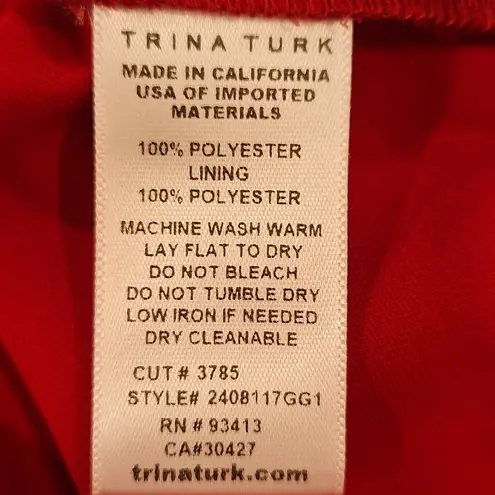 TRINA TURK
MADE IN CALIFORNIA
USA OF IMPORTED
MATERIALS
100% POLYESTER
LINING
100% POLYESTER
MACHINE WASH WARM
LAY FLAT TO DRY
DO NOT BLEACH
DO NOT TUMBLE DRY
LOW IRON IF NEEDED
DRY CLEANABLE
CUT# 3785
STYLE# 2408117GG1
RN # 93413
CA#30427
trinaturk.com